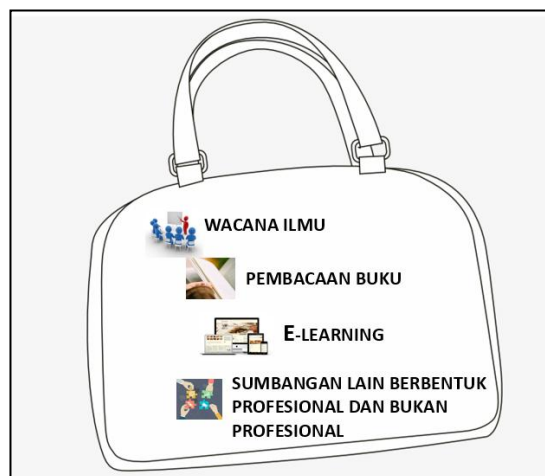 WACANA ILMU
PEMBACAAN BUKU
E-LEARNING
SUMBANGAN LAIN BERBENTUK
PROFESIONAL DAN BUKAN
PROFESIONAL